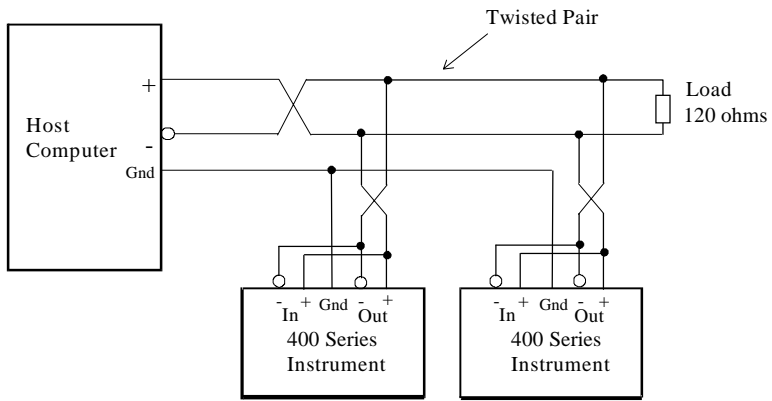 Twisted Pair
+
Host
Computer
-
Gnd
Load
120 ohms
- + Gnd - +
In Out
400 Series
Instrument
- + Gnd - +
In Out
400 Series
Instrument